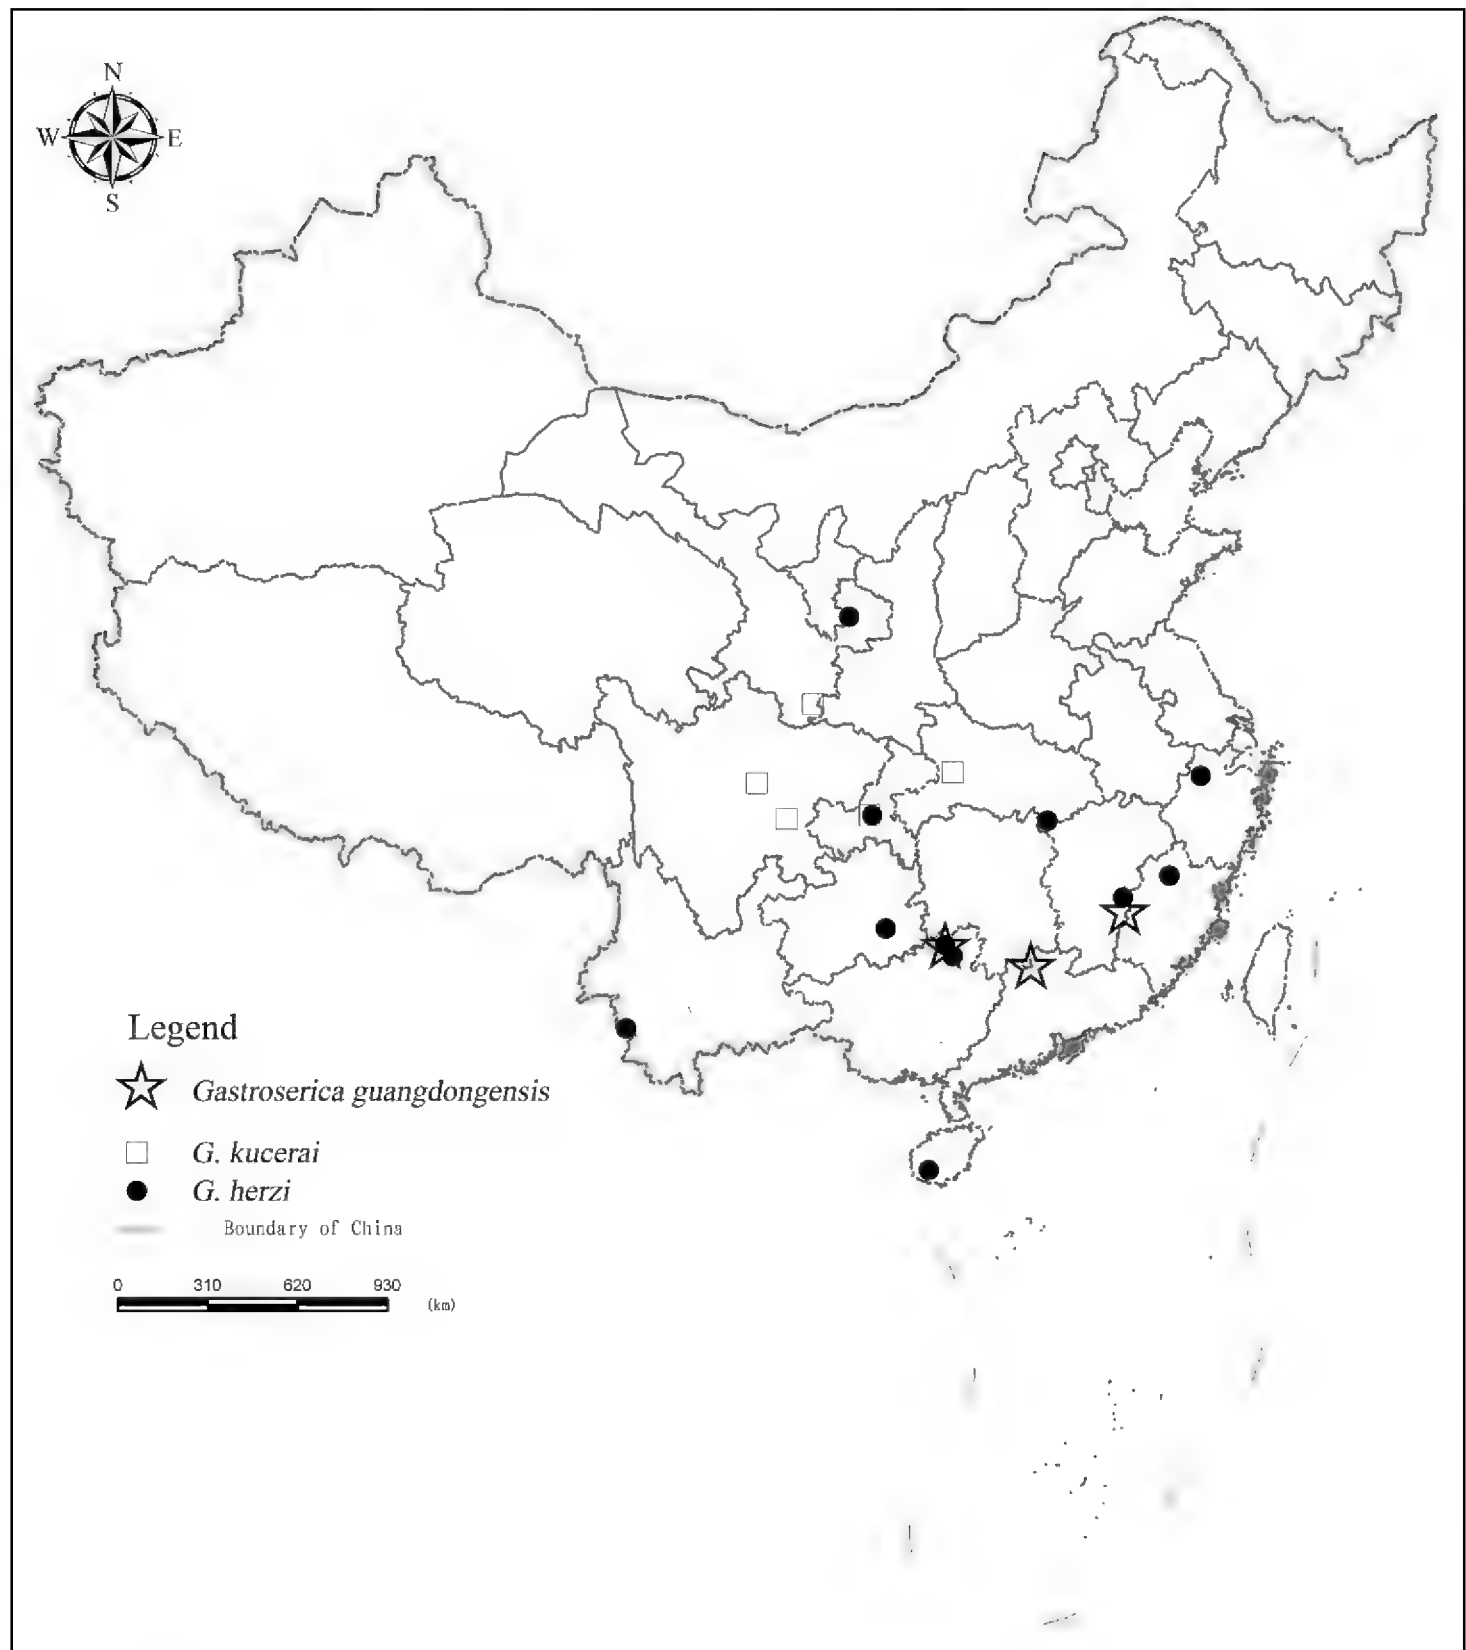 N
W E
S
Legend
Gastroserica guangdongensis
G. kucerai
G. herzi
Boundary of China
0 310 620 930
(km)